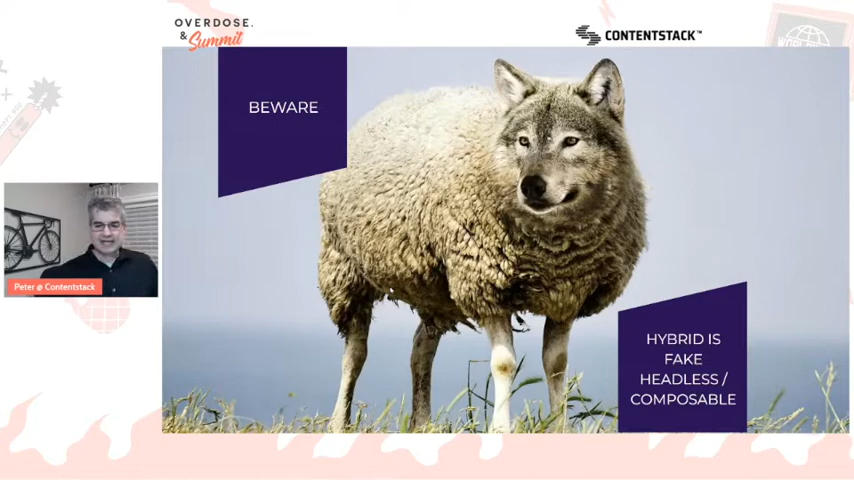 OVERDOSE.
& Summit
CONTENTSTACK™
BEWARE
Peter @ Contentstack
HYBRID IS
FAKE
HEADLESS /
COMPOSABLE